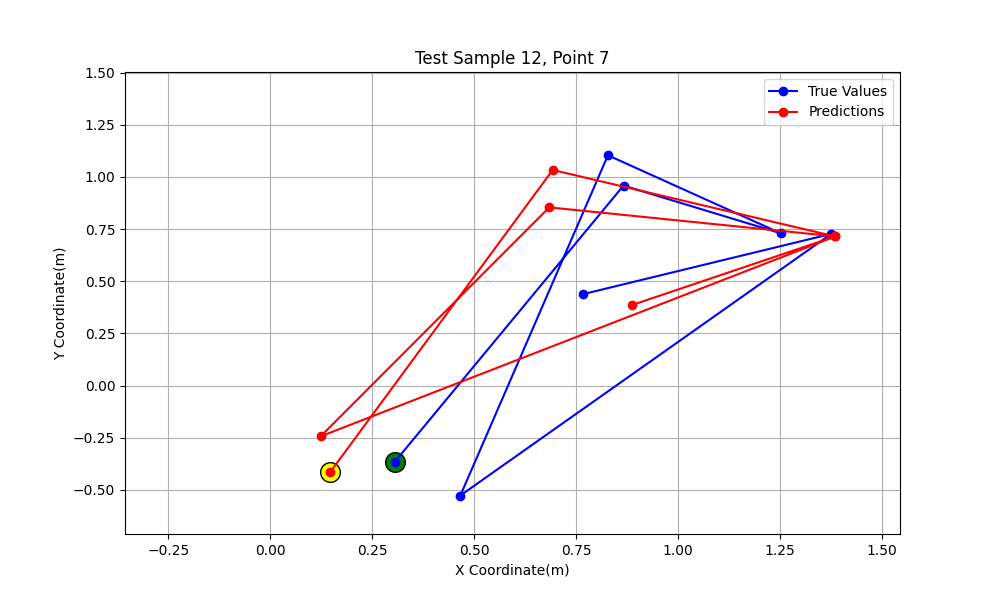 Test Sample 12, Point 7
True Values
Predictions
1.50
1.25
1.00
0.75
0.50
0.25
0.00
−0.25
−0.50
Y Coordinate(m)
−0.25 0.00 0.25 0.50 0.75 1.00 1.25 1.50
X Coordinate(m)